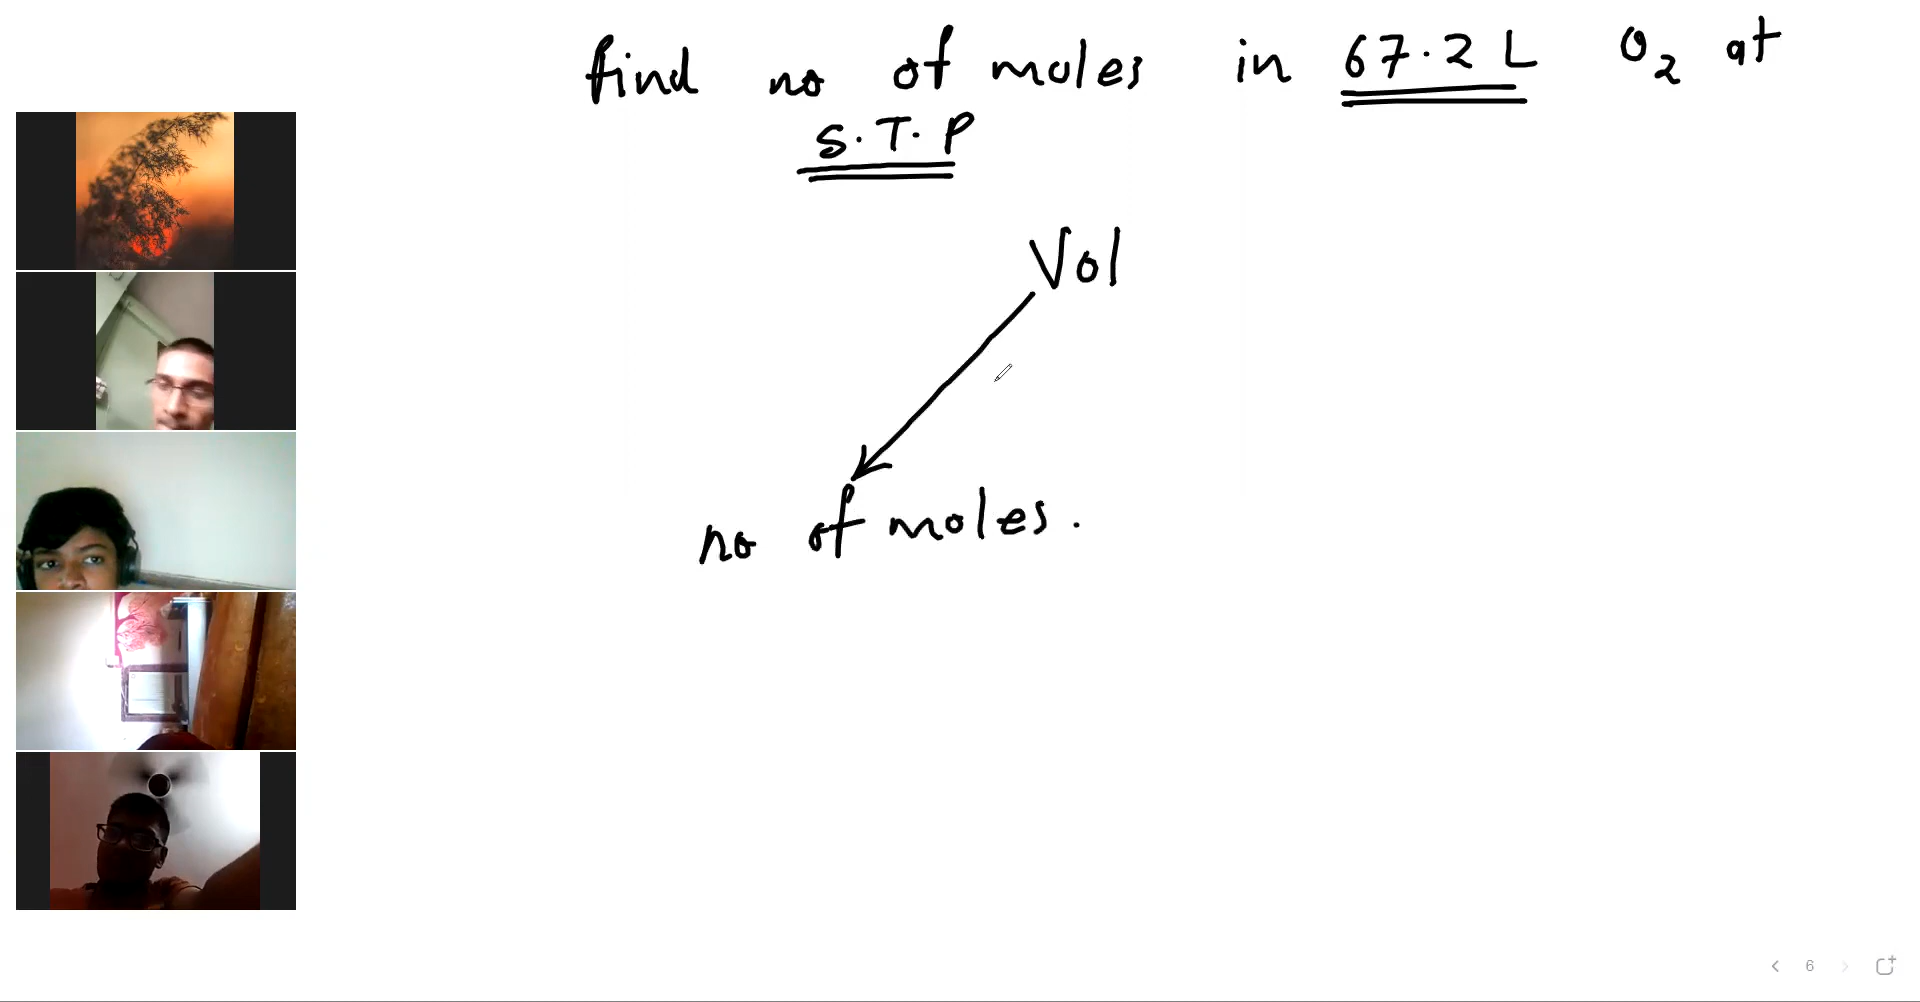 find no of moles in 67.2 L O₂ at
S.T.P
Vol
no of moles.
6